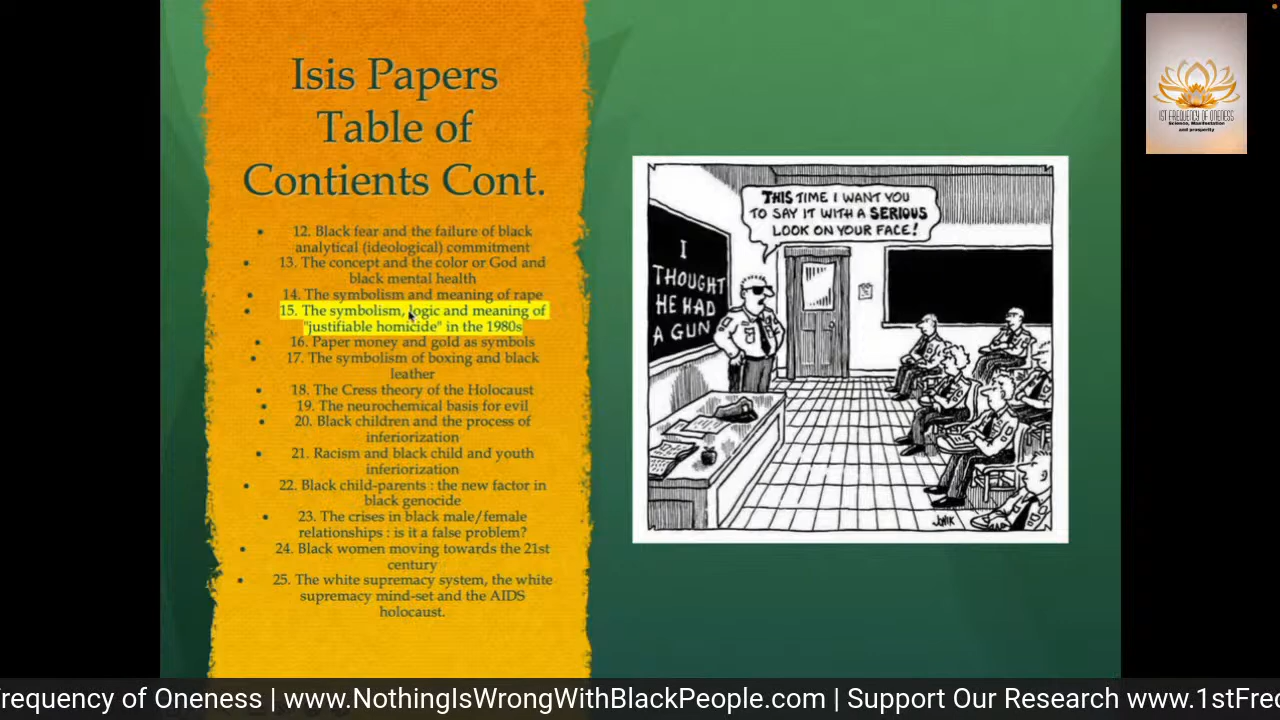 Isis Papers
Table of
Contients Cont.
• 12. Black fear and the failure of black
analytical (ideological) commitment
• 13. The concept and the color or God and
black mental health
• 14. The symbolism and meaning of rape
• 15. The symbolism, logic and meaning of
"justifiable homicide" in the 1980s
• 16. Paper money and gold as symbols
• 17. The symbolism of boxing and black
leather
• 18. The Cress theory of the Holocaust
• 19. The neurochemical basis for evil
• 20. Black children and the process of
inferiorization
• 21. Racism and black child and youth
inferiorization
• 22. Black child-parents : the new factor in
black genocide
• 23. The crises in black male/female
relationships : is it a false problem?
• 24. Black women moving towards the 21st
century
• 25. The white supremacy system, the white
supremacy mind-set and the AIDS
holocaust.
THIS TIME I WANT YOU
TO SAY IT WITH A SERIOUS
LOOK ON YOUR FACE!
I
THOUGHT
HE HAD
A GUN
1ST FREQUENCY OF ONENESS
Science, Manifestation
and prosperity
requency of Oneness | www.NothingIsWrongWithBlackPeople.com | Support Our Research www.1stFrec